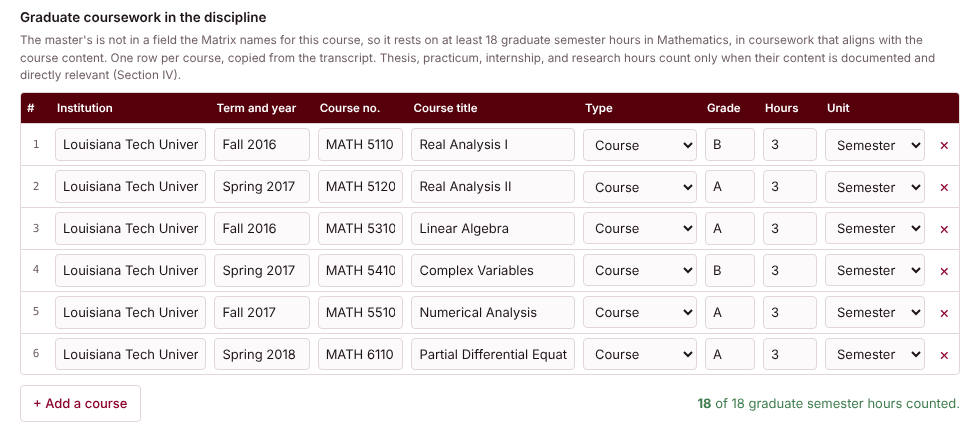 Graduate coursework in the discipline
The master's is not in a field the Matrix names for this course, so it rests on at least 18 graduate semester hours in Mathematics, in coursework that aligns with the
course content. One row per course, copied from the transcript. Thesis, practicum, internship, and research hours count only when their content is documented and
directly relevant (Section IV).
# Institution Term and year Course no. Course title Type Grade Hours Unit
1 Louisiana Tech Univer Fall 2016 MATH 5110 Real Analysis I Course B 3 Semester ×
2 Louisiana Tech Univer Spring 2017 MATH 5120 Real Analysis II Course A 3 Semester ×
3 Louisiana Tech Univer Fall 2016 MATH 5310 Linear Algebra Course A 3 Semester ×
4 Louisiana Tech Univer Spring 2017 MATH 5410 Complex Variables Course B 3 Semester ×
5 Louisiana Tech Univer Fall 2017 MATH 5510 Numerical Analysis Course A 3 Semester ×
6 Louisiana Tech Univer Spring 2018 MATH 6110 Partial Differential Equat Course A 3 Semester ×
+ Add a course 18 of 18 graduate semester hours counted.